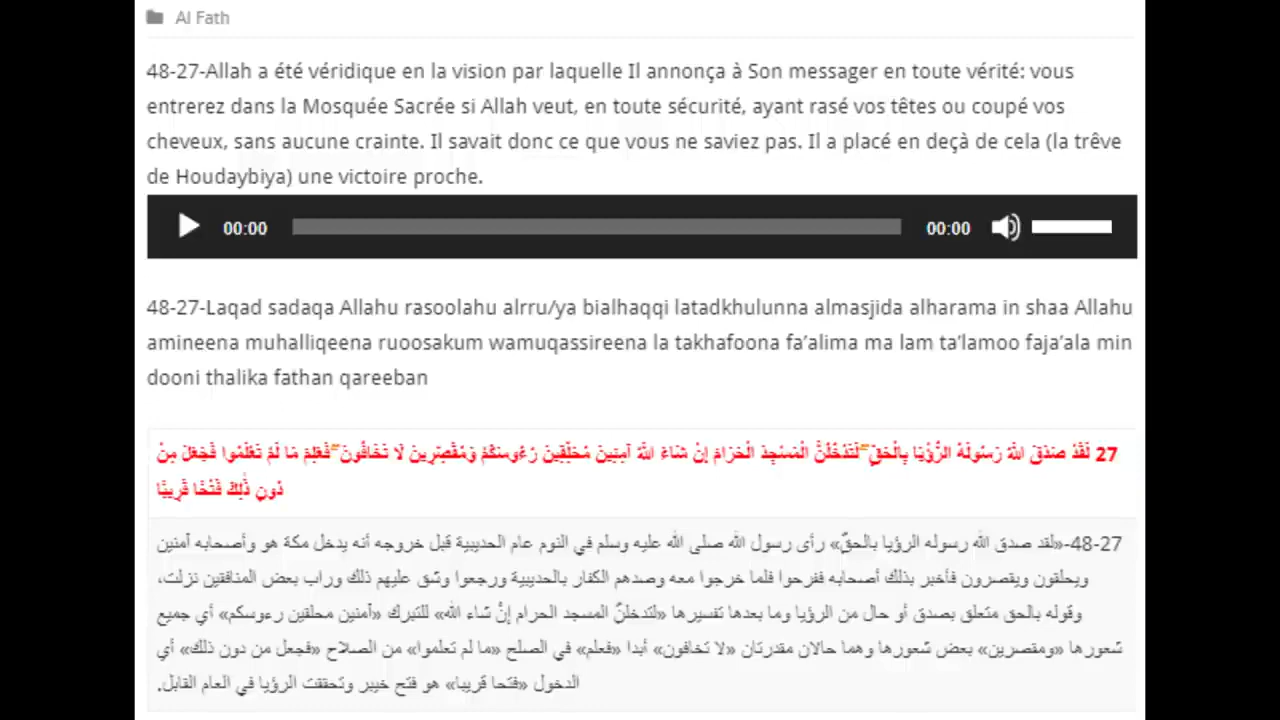 Al Fath
48-27-Allah a été véridique en la vision par laquelle Il annonça à Son messager en toute vérité: vous
entrerez dans la Mosquée Sacrée si Allah veut, en toute sécurité, ayant rasé vos têtes ou coupé vos
cheveux, sans aucune crainte. Il savait donc ce que vous ne saviez pas. Il a placé en deçà de cela (la trêve
de Houdaybiya) une victoire proche.
00:00 00:00
48-27-Laqad sadaqa Allahu rasoolahu alrru/ya bialhaqqi latadkhulunna almasjida alharama in shaa Allahu
amineena muhalliqeena ruoosakum wamuqassireena la takhafoona fa’alima ma lam ta’lamoo faja’ala min
dooni thalika fathan qareeban
27 لَّقَدْ صَدَقَ اللَّهُ رَسُولَهُ الرُّؤْيَا بِالْحَقِّ ۖ لَتَدْخُلُنَّ الْمَسْجِدَ الْحَرَامَ إِن شَاءَ اللَّهُ آمِنِينَ مُحَلِّقِينَ رُءُوسَكُمْ وَمُقَصِّرِينَ لَا تَخَافُونَ ۖ فَعَلِمَ مَا لَمْ تَعْلَمُوا فَجَعَلَ مِن
دُونِ ذَٰلِكَ فَتْحًا قَرِيبًا
48-27-«لقد صدق الله رسوله الرؤيا بالحقّ» رأى رسول الله صلى الله عليه وسلم في النوم عام الحديبية قبل خروجه أنه يدخل مكة هو وأصحابه آمنين
ويحلقون ويقصرون فأخبر بذلك أصحابه ففرحوا فلما خرجوا معه وصدهم الكفار بالحديبية ورجعوا وشق عليهم ذلك وراب بعض المنافقين نزلت،
وقوله بالحق متعلق بصدق أو حال من الرؤيا وما بعدها تفسيرها «لتدخلنّ المسجد الحرام إنْ شاء الله» للتبرك «آمنين محلقين رءوسكم» أي جميع
شعورها «ومقصرين» بعض شعورها وهما حالان مقدرتان «لا تخافون» أبدا «فعلم» في الصلح «ما لم تعلموا» من الصلاح «فجعل من دون ذلك» أي
الدخول «فتحا قريبا» هو فتح خيبر وتحققت الرؤيا في العام القابل.